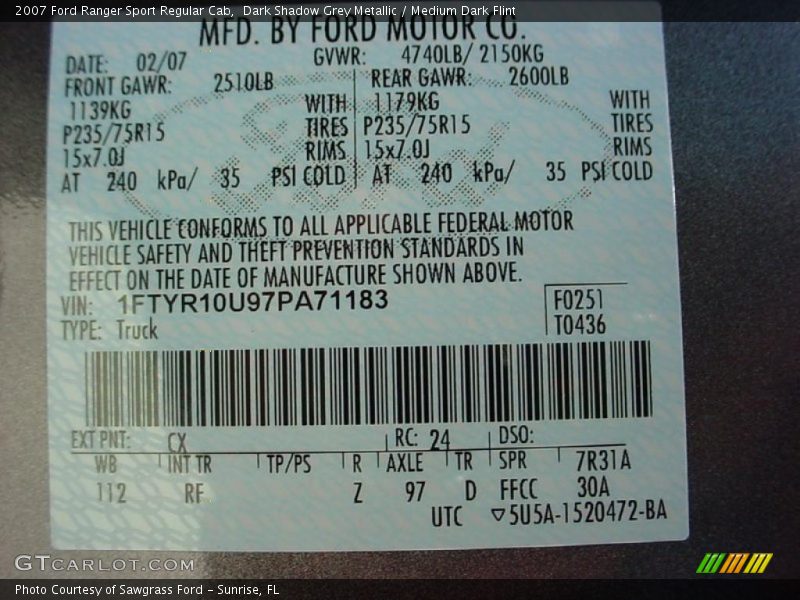 2007 Ford Ranger Sport Regular Cab,  Dark Shadow Grey Metallic / Medium Dark Flint
MFD. BY FORD MOTOR CO.
DATE: 02/07 GVWR: 4740LB/ 2150KG
FRONT GAWR: 2510LB REAR GAWR: 2600LB
1139KG WITH 1179KG WITH
P235/75R15 TIRES P235/75R15 TIRES
15x7.0J RIMS 15x7.0J RIMS
AT 240 kPa/ 35 PSI COLD AT 240 kPa/ 35 PSI COLD
THIS VEHICLE CONFORMS TO ALL APPLICABLE FEDERAL MOTOR
VEHICLE SAFETY AND THEFT PREVENTION STANDARDS IN
EFFECT ON THE DATE OF MANUFACTURE SHOWN ABOVE.
VIN: 1FTYR10U97PA71183 F0251
TYPE: Truck T0436
EXT PNT: CX RC: 24 DSO:
WB INT TR TP/PS R AXLE TR SPR 7R31A
112 RF Z 97 D FFCC 30A
UTC ▽5U5A-1520472-BA
GTCARLOT.COM
Photo Courtesy of Sawgrass Ford - Sunrise, FL